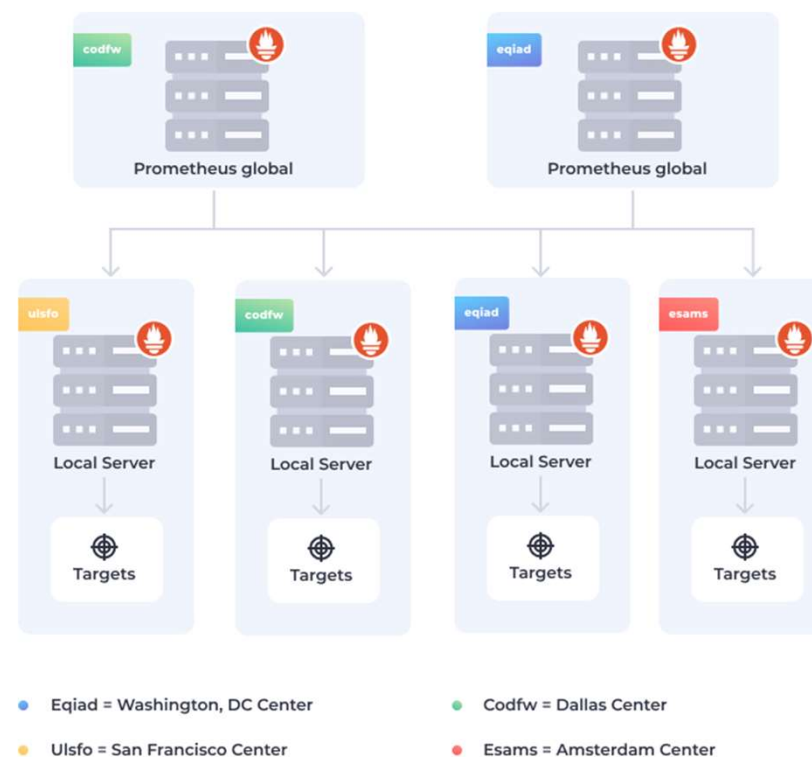 codfw
eqiad
Prometheus global
Prometheus global
ulsfo
codfw
eqiad
esams
Local Server
Local Server
Local Server
Local Server
Targets
Targets
Targets
Targets
Eqiad = Washington, DC Center
Codfw = Dallas Center
Ulsfo = San Francisco Center
Esams = Amsterdam Center